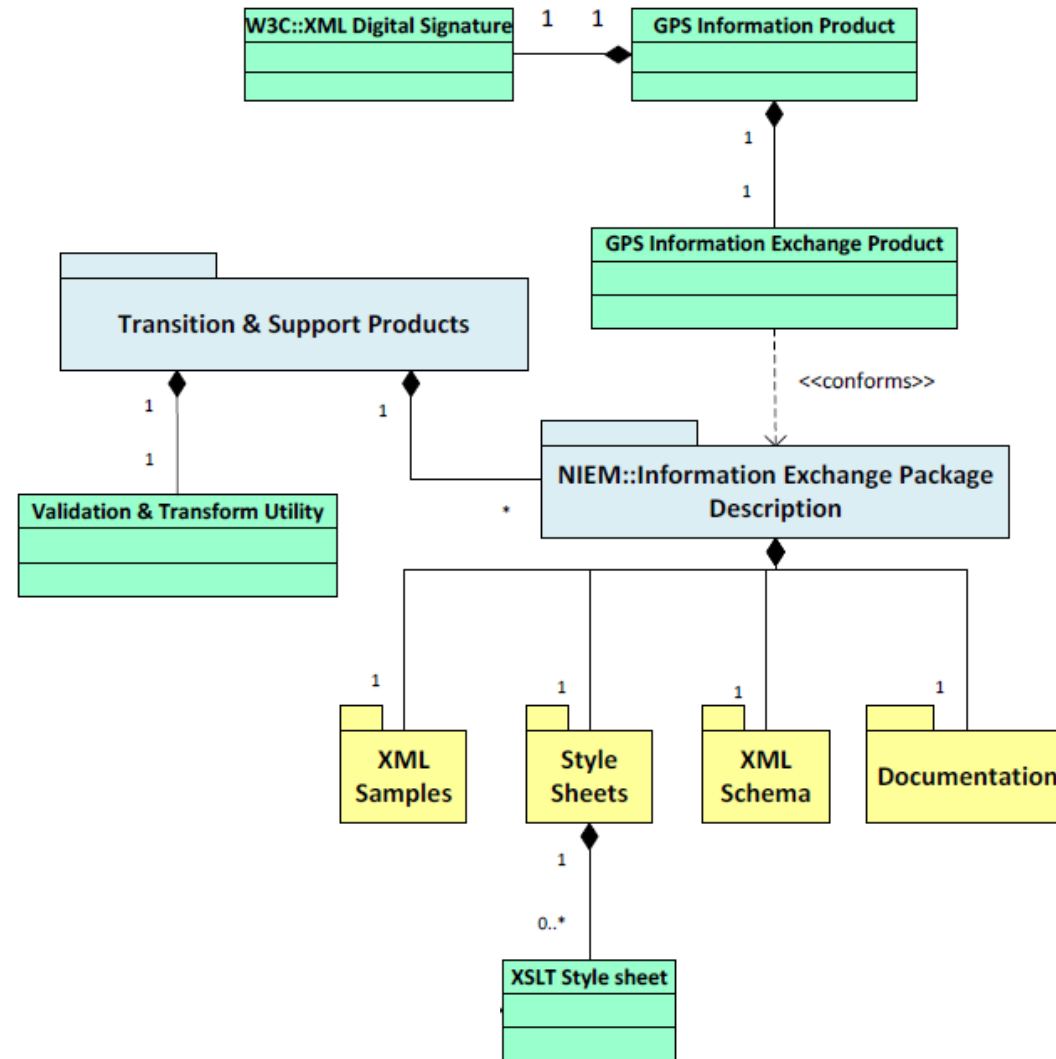 W3C::XML Digital Signature
1
1
GPS Information Product
1
1
GPS Information Exchange Product
<<conforms>>
Transition & Support Products
1
1
1
*
Validation & Transform Utility
NIEM::Information Exchange Package
Description
1
1
1
1
XML
Samples
Style
Sheets
XML
Schema
Documentation
1
0..*
XSLT Style sheet